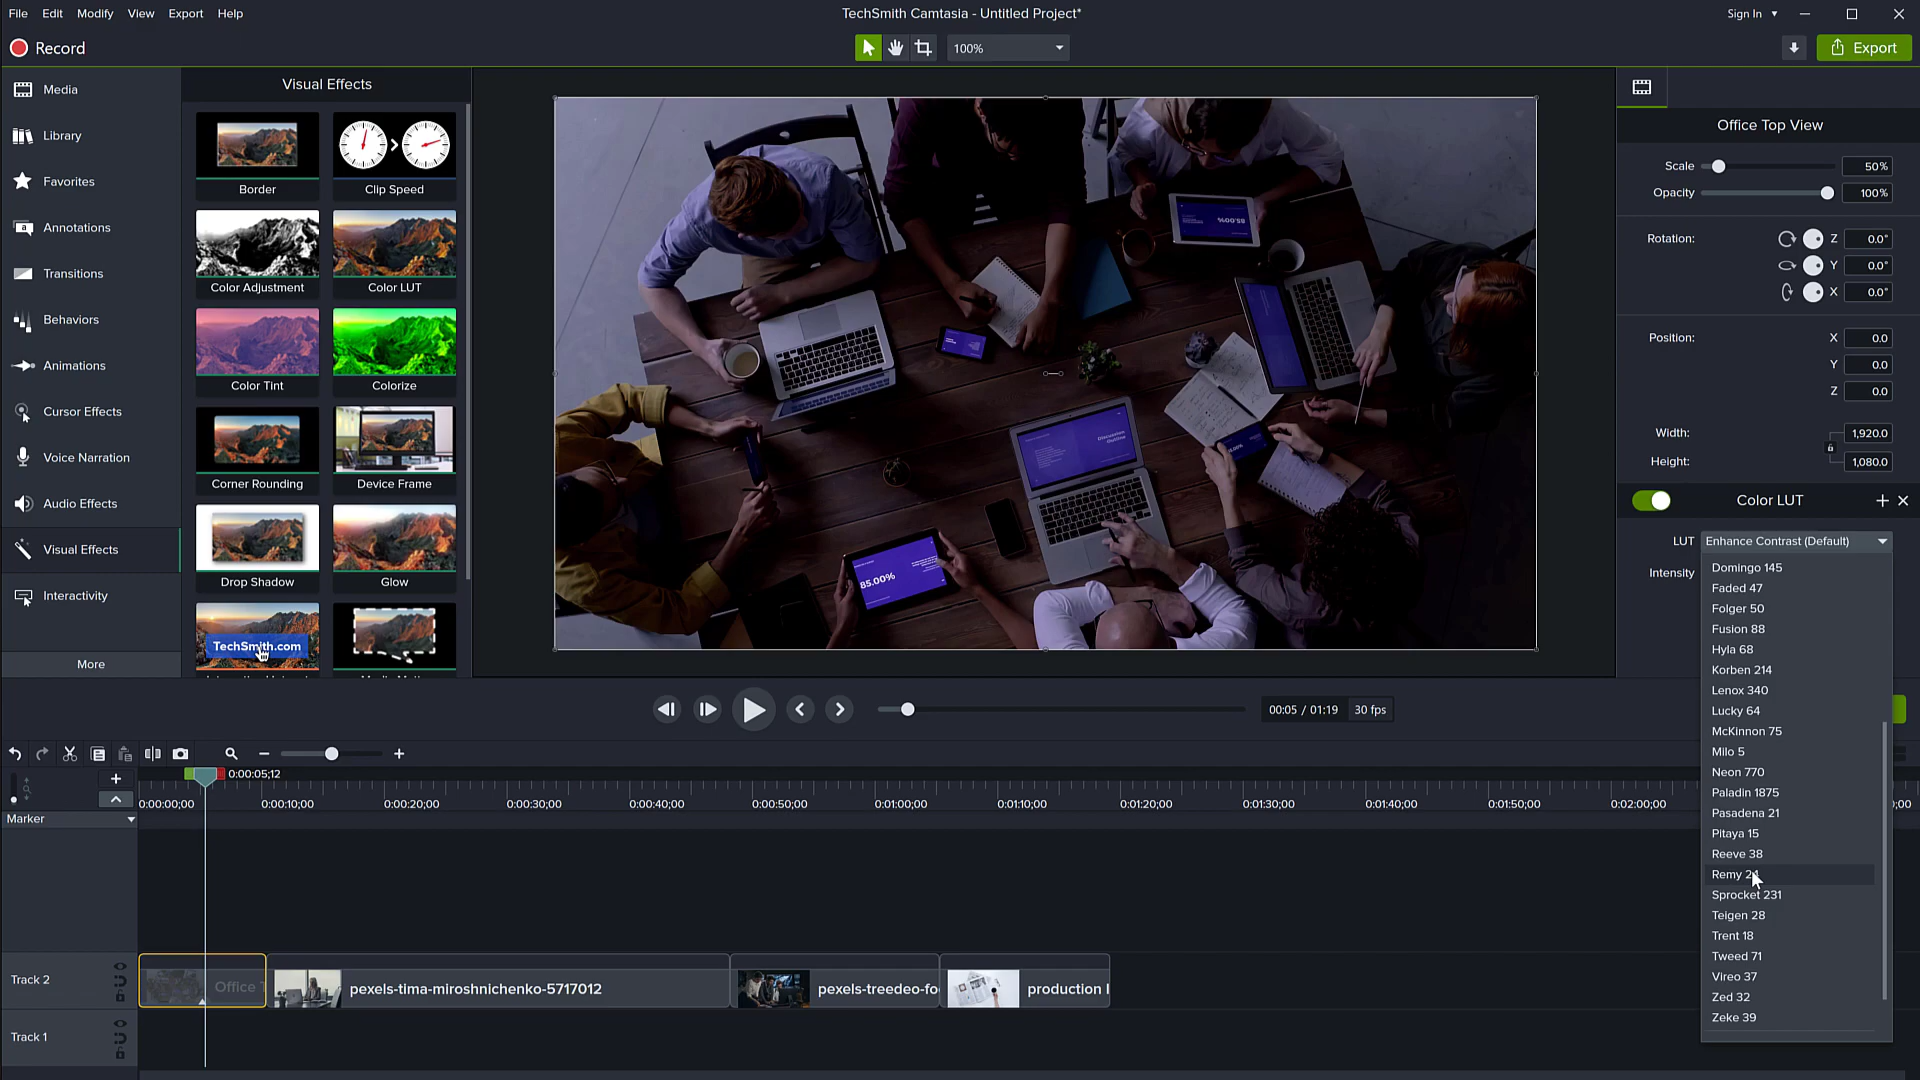 File Edit Modify View Export Help
TechSmith Camtasia - Untitled Project*
Sign In
Record
100%
Export
Media
Library
Favorites
Annotations
Transitions
Behaviors
Animations
Cursor Effects
Voice Narration
Audio Effects
Visual Effects
Interactivity
More
Visual Effects
Border
Clip Speed
Color Adjustment
Color LUT
Color Tint
Colorize
Corner Rounding
Device Frame
Drop Shadow
Glow
TechSmith.com
85.00%
85.00%
Office Top View
Scale 50%
Opacity 100%
Rotation: Z 0.0°
Y 0.0°
X 0.0°
Position: X 0.0
Y 0.0
Z 0.0
Width: 1,920.0
Height: 1,080.0
Color LUT
LUT Enhance Contrast (Default)
Intensity
Domingo 145
Faded 47
Folger 50
Fusion 88
Hyla 68
Korben 214
Lenox 340
Lucky 64
McKinnon 75
Milo 5
Neon 770
Paladin 1875
Pasadena 21
Pitaya 15
Reeve 38
Remy 24
Sprocket 231
Teigen 28
Trent 18
Tweed 71
Vireo 37
Zed 32
Zeke 39
00:05 / 01:19 30 fps
0:00:05;12
0:00:00;00 0:00:10;00 0:00:20;00 0:00:30;00 0:00:40;00 0:00:50;00 0:01:00;00 0:01:10;00 0:01:20;00 0:01:30;00 0:01:40;00 0:01:50;00 0:02:00;00 ;00
Marker
Track 2
Office T
pexels-tima-miroshnichenko-5717012
pexels-treedeo-fo
production l
Track 1